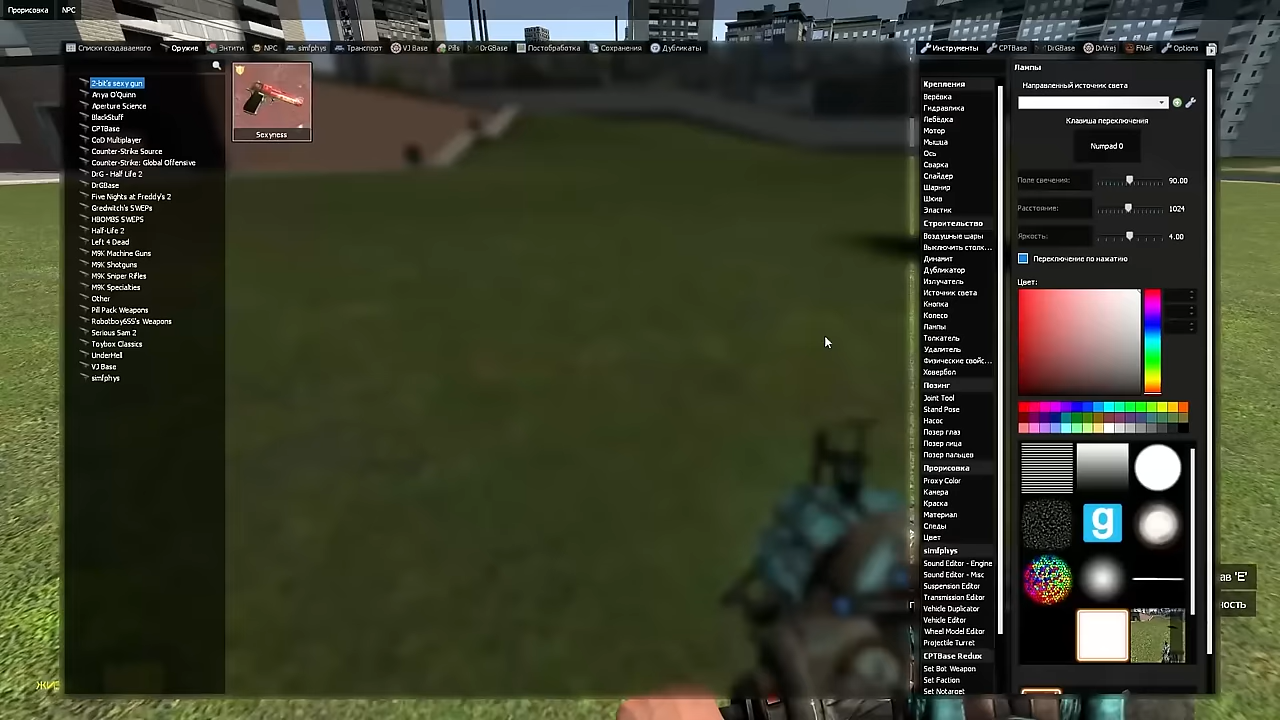 Прорисовка NPC
Списки создаваемого Оружие Энтити NPC simfphys Транспорт VJ Base Pills DrGBase Постобработка Сохранения Дубликаты
Инструменты CPTBase DrGBase DrVrej FNaF Options
2-bit's sexy gun
Anya O'Quinn
Aperture Science
BlackStuff
CPTBase
CoD Multiplayer
Counter-Strike Source
Counter-Strike: Global Offensive
DrG - Half Life 2
DrGBase
Five Nights at Freddy's 2
Gredwitch's SWEPs
HBOMBS SWEPS
Half-Life 2
Left 4 Dead
M9K Machine Guns
M9K Shotguns
M9K Sniper Rifles
M9K Specialties
Other
Pill Pack Weapons
Robotboy655's Weapons
Serious Sam 2
Toybox Classics
UnderHell
VJ Base
simfphys
Sexyness
Крепления
Верёвка
Гидравлика
Лебёдка
Мотор
Мышца
Ось
Сварка
Слайдер
Шарнир
Шкив
Эластик
Строительство
Воздушные шары
Выключить столк...
Динамит
Дубликатор
Излучатель
Источник света
Кнопка
Колесо
Лампы
Толкатель
Удалитель
Физические свойс...
Ховербол
Позинг
Joint Tool
Stand Pose
Насос
Позер глаз
Позер лица
Позер пальцев
Прорисовка
Proxy Color
Камера
Краска
Материал
Следы
Цвет
simfphys
Sound Editor - Engine
Sound Editor - Misc
Suspension Editor
Transmission Editor
Vehicle Duplicator
Vehicle Editor
Wheel Model Editor
Projectile Turret
CPTBase Redux
Set Bot Weapon
Set Faction
Set Notarget
Лампы
Направленный источник света
Клавиша переключения
Numpad 0
Поле свечения: 90.00
Расстояние: 1024
Яркость: 4.00
Переключение по нажатию
Цвет:
g
ав 'E'
ность